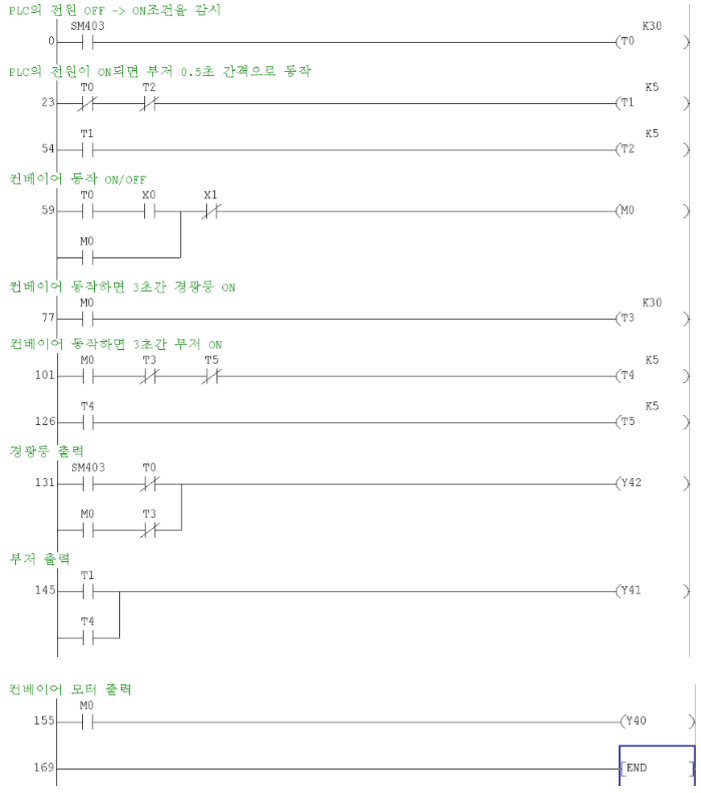 PLC의 전원 OFF -> ON조건을 감시
SM403 K30
0 (T0 )
PLC의 전원이 ON되면 부저 0.5초 간격으로 동작
T0 T2 K5
23 (T1 )
T1 K5
54 (T2 )
컨베이어 동작 ON/OFF
T0 X0 X1
59 (M0 )
M0
컨베이어 동작하면 3초간 경광등 ON
M0 K30
77 (T3 )
컨베이어 동작하면 3초간 부저 ON
M0 T3 T5 K5
101 (T4 )
T4 K5
126 (T5 )
경광등 출력
SM403 T0
131 (Y42 )
M0 T3
부저 출력
T1
145 (Y41 )
T4
컨베이어 모터 출력
M0
155 (Y40 )
169 [END ]